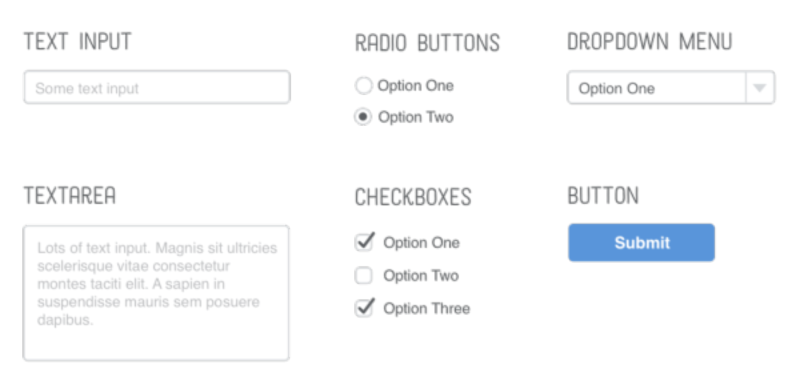 TEXT INPUT
Some text input
RADIO BUTTONS
Option One
Option Two
DROPDOWN MENU
Option One
TEXTAREA
Lots of text input. Magnis sit ultricies
scelerisque vitae consectetur
montes taciti elit. A sapien in
suspendisse mauris sem posuere
dapibus.
CHECKBOXES
Option One
Option Two
Option Three
BUTTON
Submit